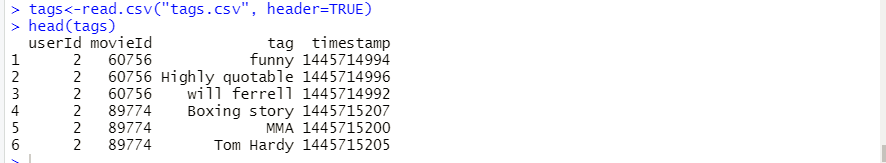 > tags<-read.csv("tags.csv", header=TRUE)
> head(tags)
  userId movieId             tag  timestamp
1      2   60756           funny 1445714994
2      2   60756 Highly quotable 1445714996
3      2   60756    will ferrell 1445714992
4      2   89774    Boxing story 1445715207
5      2   89774             MMA 1445715200
6      2   89774       Tom Hardy 1445715205
>